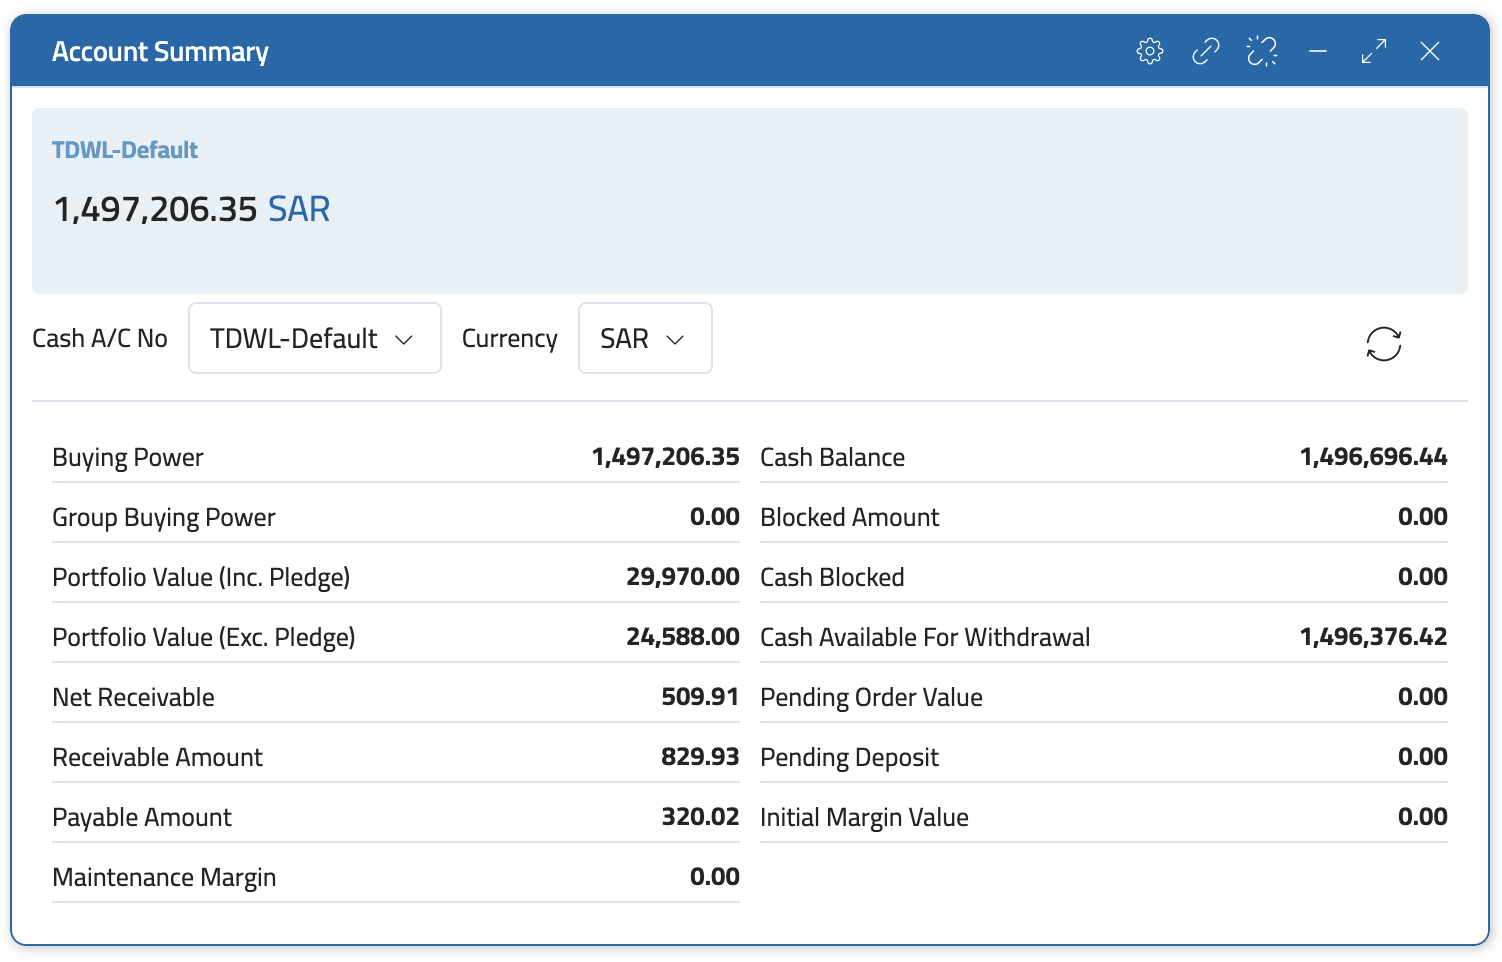 Account Summary
TDWL-Default
1,497,206.35 SAR
Cash A/C No TDWL-Default Currency SAR
Buying Power 1,497,206.35 Cash Balance 1,496,696.44
Group Buying Power 0.00 Blocked Amount 0.00
Portfolio Value (Inc. Pledge) 29,970.00 Cash Blocked 0.00
Portfolio Value (Exc. Pledge) 24,588.00 Cash Available For Withdrawal 1,496,376.42
Net Receivable 509.91 Pending Order Value 0.00
Receivable Amount 829.93 Pending Deposit 0.00
Payable Amount 320.02 Initial Margin Value 0.00
Maintenance Margin 0.00